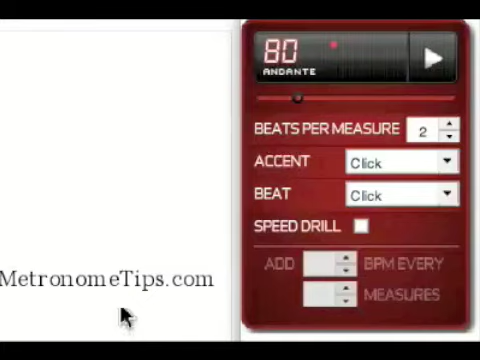 80
ANDANTE
BEATS PER MEASURE 2
ACCENT Click
BEAT Click
SPEED DRILL
ADD BPM EVERY
MEASURES
MetronomeTips.com